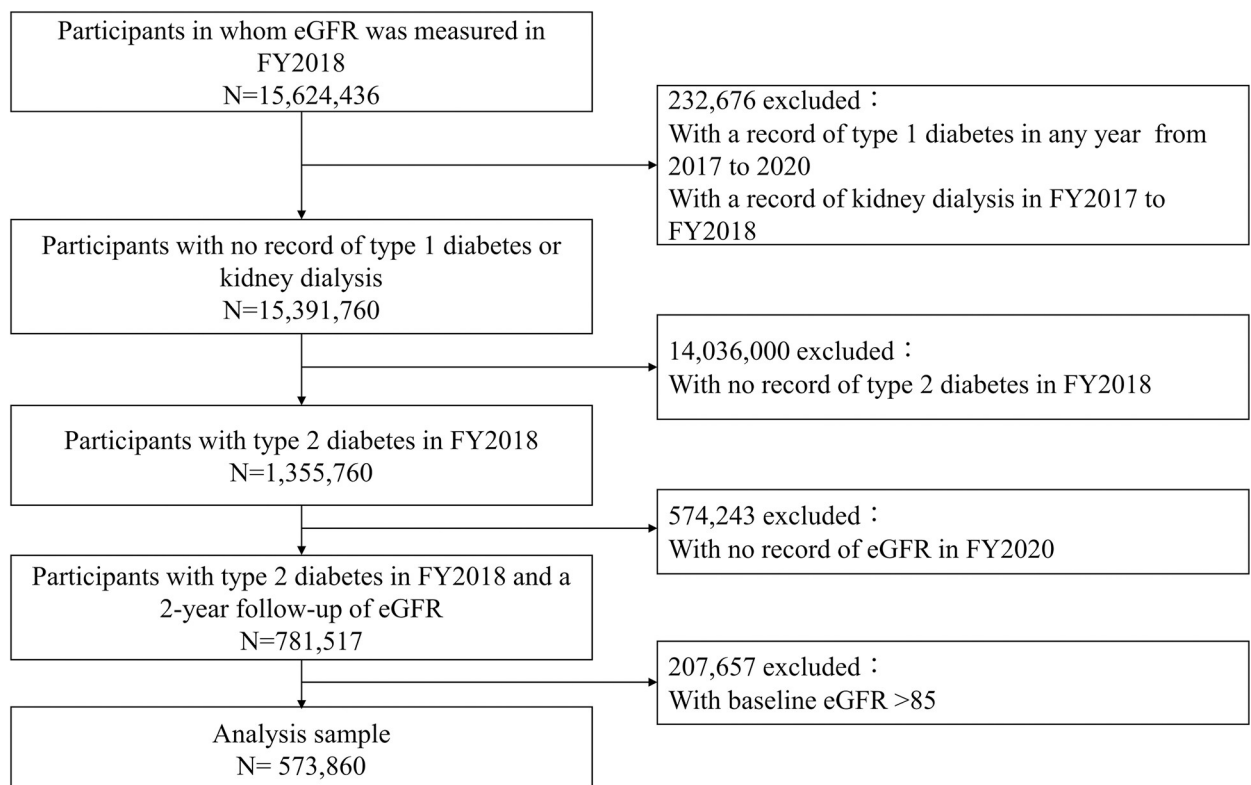 Participants in whom eGFR was measured in
FY2018
N=15,624,436
232,676 excluded：
With a record of type 1 diabetes in any year from
2017 to 2020
With a record of kidney dialysis in FY2017 to
FY2018
Participants with no record of type 1 diabetes or
kidney dialysis
N=15,391,760
14,036,000 excluded：
With no record of type 2 diabetes in FY2018
Participants with type 2 diabetes in FY2018
N=1,355,760
574,243 excluded：
With no record of eGFR in FY2020
Participants with type 2 diabetes in FY2018 and a
2-year follow-up of eGFR
N=781,517
207,657 excluded：
With baseline eGFR >85
Analysis sample
N= 573,860